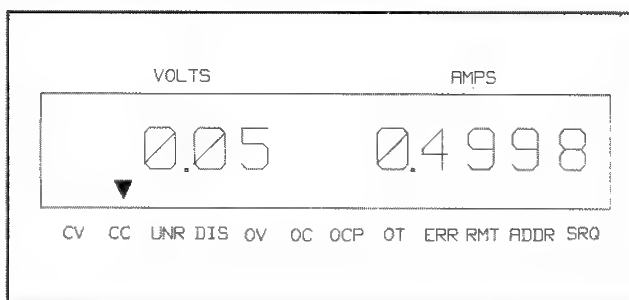 VOLTS AMPS
0.05 0.4998
CV CC UNR DIS OV OC OCP OT ERR RMT ADDR SRQ